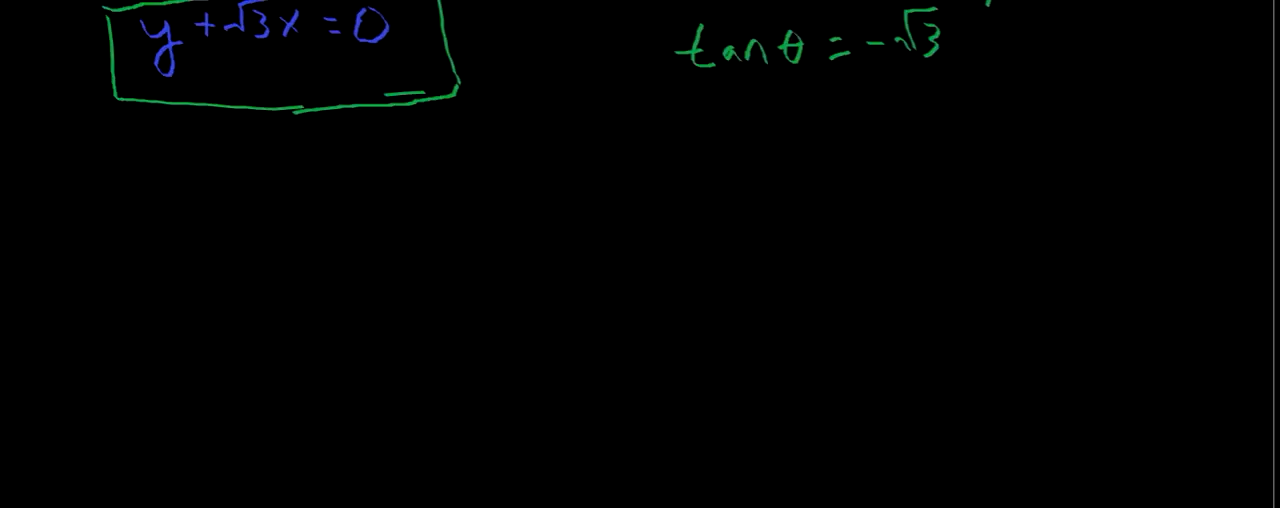 y + √3x = 0
tan θ = -√3